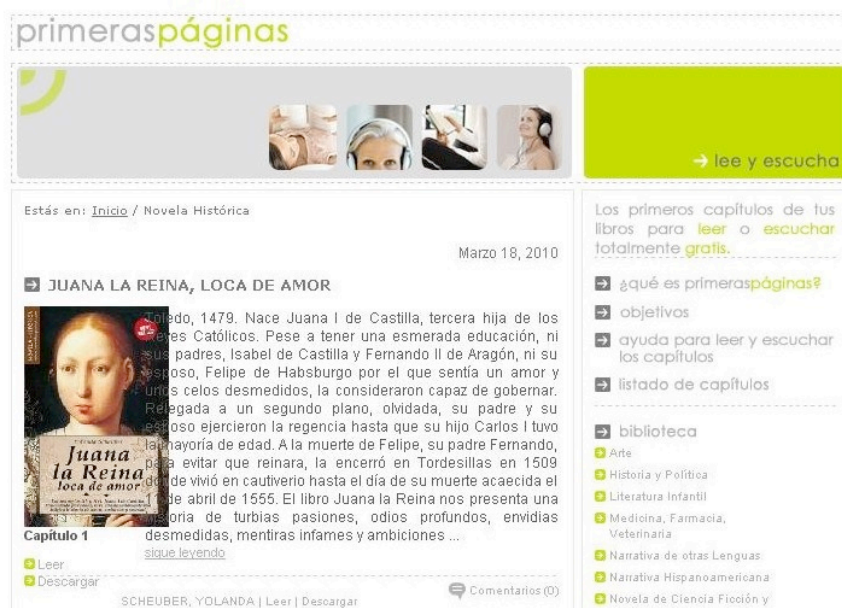 primeraspáginas
lee y escucha
Estás en: Inicio / Novela Histórica
Marzo 18, 2010
JUANA LA REINA, LOCA DE AMOR
Toledo, 1479. Nace Juana I de Castilla, tercera hija de los
Reyes Católicos. Pese a tener una esmerada educación, ni
sus padres, Isabel de Castilla y Fernando II de Aragón, ni su
esposo, Felipe de Habsburgo por el que sentía un amor y
unos celos desmedidos, la consideraron capaz de gobernar.
Relegada a un segundo plano, olvidada, su padre y su
esposo ejercieron la regencia hasta que su hijo Carlos I tuvo
la mayoría de edad. A la muerte de Felipe, su padre Fernando,
para evitar que reinara, la encerró en Tordesillas en 1509
donde vivió en cautiverio hasta el día de su muerte acaecida el
de abril de 1555. El libro Juana la Reina nos presenta una
historia de turbias pasiones, odios profundos, envidias
desmedidas, mentiras infames y ambiciones ...
sigue leyendo
Juana
la Reina
loca de amor
Capítulo 1
Leer
Descargar
Comentarios (0)
SCHEUBER, YOLANDA | Leer | Descargar
Los primeros capítulos de tus
libros para leer o escuchar
totalmente gratis.
¿qué es primeraspáginas?
objetivos
ayuda para leer y escuchar
los capítulos
listado de capítulos
biblioteca
Arte
Historia y Política
Literatura Infantil
Medicina, Farmacia,
Veterinaria
Narrativa de otras Lenguas
Narrativa Hispanoamericana
Novela de Ciencia Ficción y